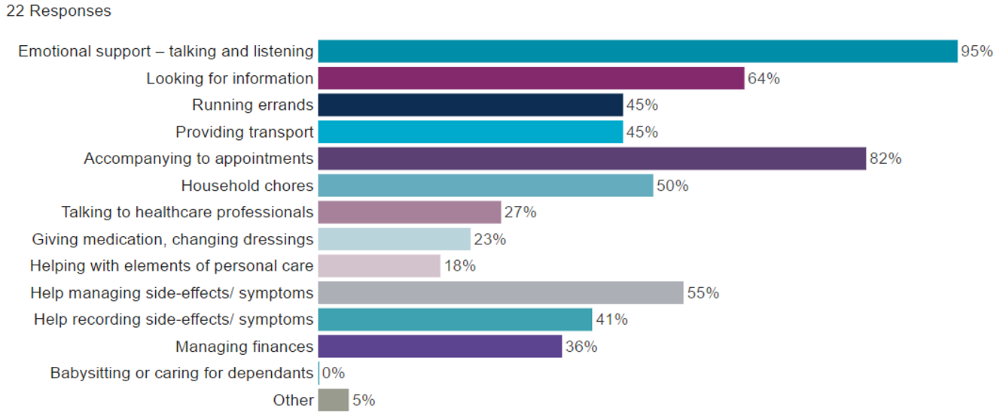 22 Responses
Emotional support – talking and listening 95%
Looking for information 64%
Running errands 45%
Providing transport 45%
Accompanying to appointments 82%
Household chores 50%
Talking to healthcare professionals 27%
Giving medication, changing dressings 23%
Helping with elements of personal care 18%
Help managing side-effects/ symptoms 55%
Help recording side-effects/ symptoms 41%
Managing finances 36%
Babysitting or caring for dependants 0%
Other 5%